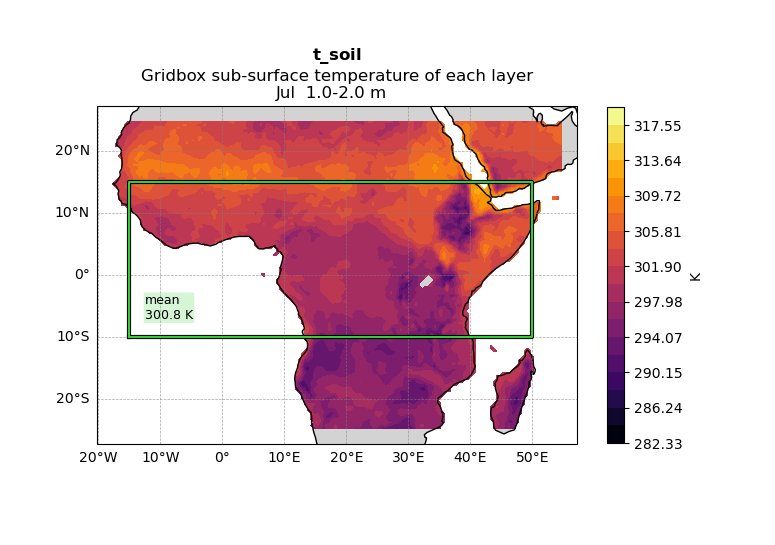 t_soil
Gridbox sub-surface temperature of each layer
Jul  1.0-2.0 m
20°N
10°N
0°
10°S
20°S
mean
300.8 K
20°W
10°W
0°
10°E
20°E
30°E
40°E
50°E
317.55
313.64
309.72
305.81
301.90
297.98
294.07
290.15
286.24
282.33
K